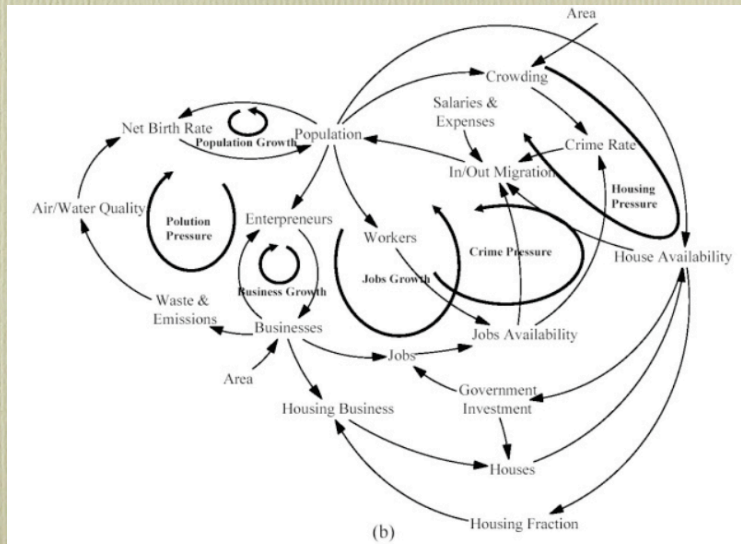 Area
Crowding
Salaries &
Expenses
Net Birth Rate
Population
Population Growth
Crime Rate
In/Out Migration
Housing
Pressure
Air/Water Quality
Polution
Pressure
Enterpreneurs
Workers
Crime Pressure
House Availability
Jobs Growth
Business Growth
Waste &
Emissions
Businesses
Jobs Availability
Jobs
Area
Government
Investment
Housing Business
Houses
Housing Fraction
(b)